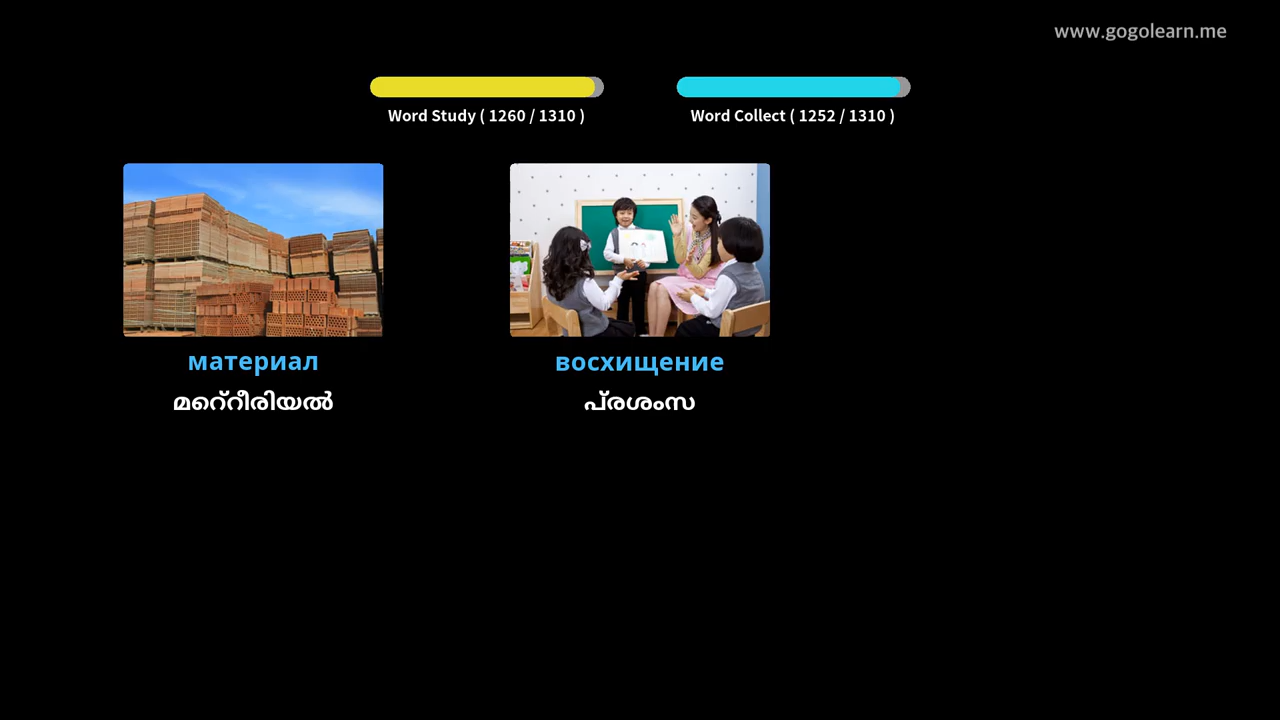 www.gogolearn.me
Word Study ( 1260 / 1310 )
Word Collect ( 1252 / 1310 )
материал
восхищение
മറ്റെീരിയൽ
പ്രശംസ